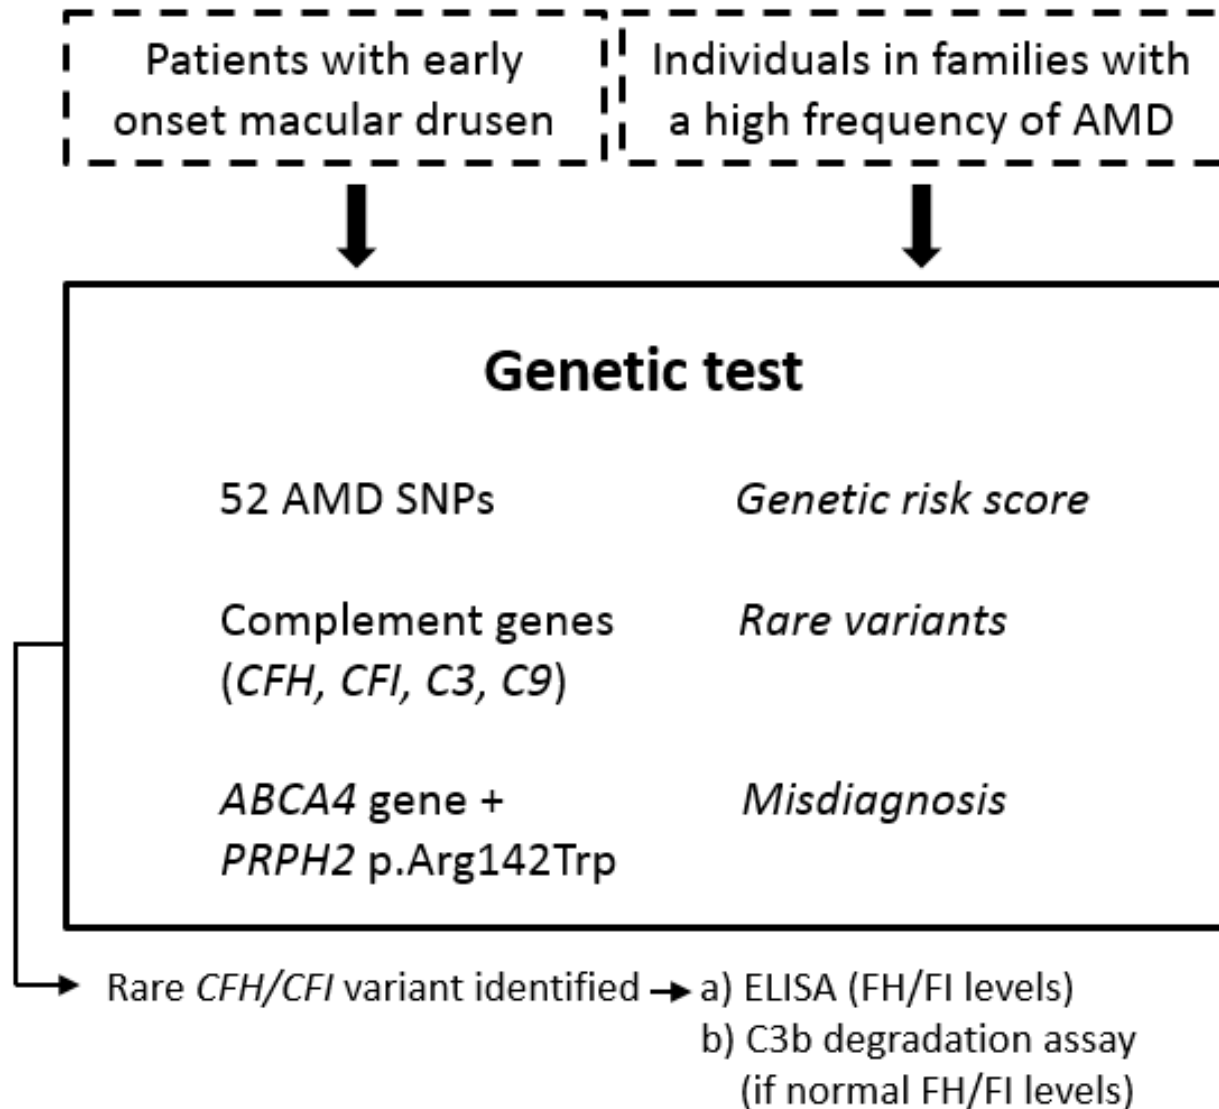 Patients with early
onset macular drusen
Individuals in families with
a high frequency of AMD
Genetic test
52 AMD SNPs
Genetic risk score
Complement genes
(CFH, CFI, C3, C9)
Rare variants
ABCA4 gene +
PRPH2 p.Arg142Trp
Misdiagnosis
Rare CFH/CFI variant identified
a) ELISA (FH/FI levels)
b) C3b degradation assay
(if normal FH/FI levels)